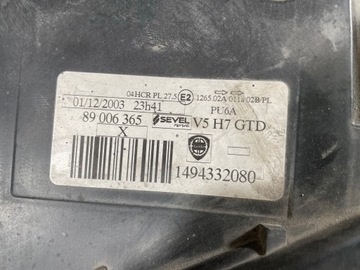 04HCR PL 27.5 E2 1265 02A 01la 02B/PL
01/12/2003 23h41 PU6A
89 006 365 SEVEL V5 H7 GTD
X
1494332080